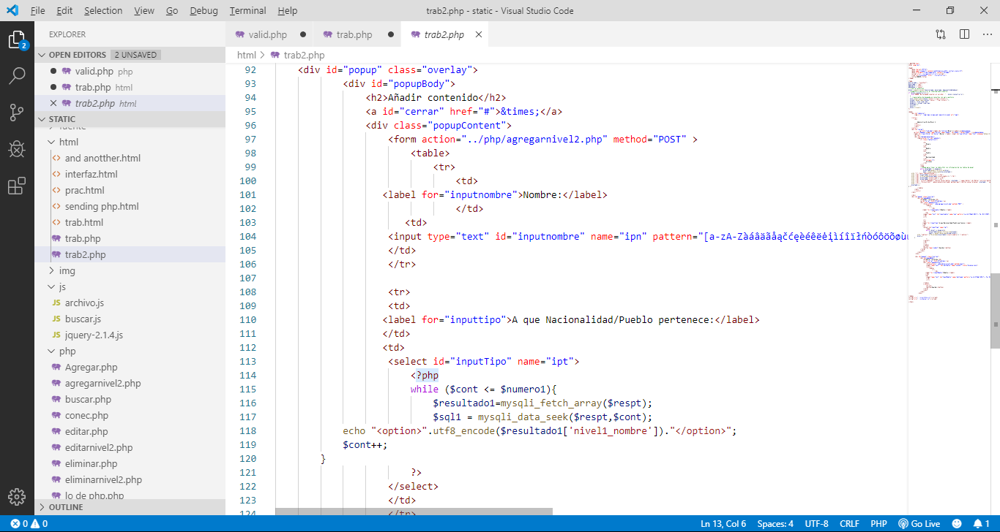 File Edit Selection View Go Debug Terminal Help trab2.php - static - Visual Studio Code
EXPLORER
OPEN EDITORS 2 UNSAVED
valid.php php
trab.php html
trab2.php html
STATIC
html
and anotther.html
interfaz.html
prac.html
sending php.html
trab.html
trab.php
trab2.php
img
js
archivo.js
buscar.js
jquery-2.1.4.js
php
Agregar.php
agregarnivel2.php
buscar.php
conec.php
editar.php
editarnivel2.php
eliminar.php
eliminarnivel2.php
lo de php.php
OUTLINE
2
valid.php trab.php trab2.php
html > trab2.php
92 <div id="popup" class="overlay">
93 <div id="popupBody">
94 <h2>Añadir contenido</h2>
95 <a id="cerrar" href="#">&times;</a>
96 <div class="popupContent">
97 <form action="../php/agregarnivel2.php" method="POST" >
98 <table>
99 <tr>
100 <td>
101 <label for="inputnombre">Nombre:</label>
102 </td>
103 <td>
104 <input type="text" id="inputnombre" name="ipn" pattern="[a-zA-Zàáâäãåąčćęèéêëėįìíîïłńòóôöõøùu
105 </td>
106 </tr>
107
108 <tr>
109 <td>
110 <label for="inputtipo">A que Nacionalidad/Pueblo pertenece:</label>
111 </td>
112 <td>
113 <select id="inputTipo" name="ipt">
114 <?php
115 while ($cont <= $numero1){
116 $resultado1=mysqli_fetch_array($respt);
117 $sql1 = mysqli_data_seek($respt,$cont);
118 echo "<option>".utf8_encode($resultado1['nivel1_nombre'])."</option>";
119 $cont++;
120 }
121 ?>
122 </select>
123 </td>
124 </tr>
0 0 Ln 13, Col 6 Spaces: 4 UTF-8 CRLF PHP Go Live 1